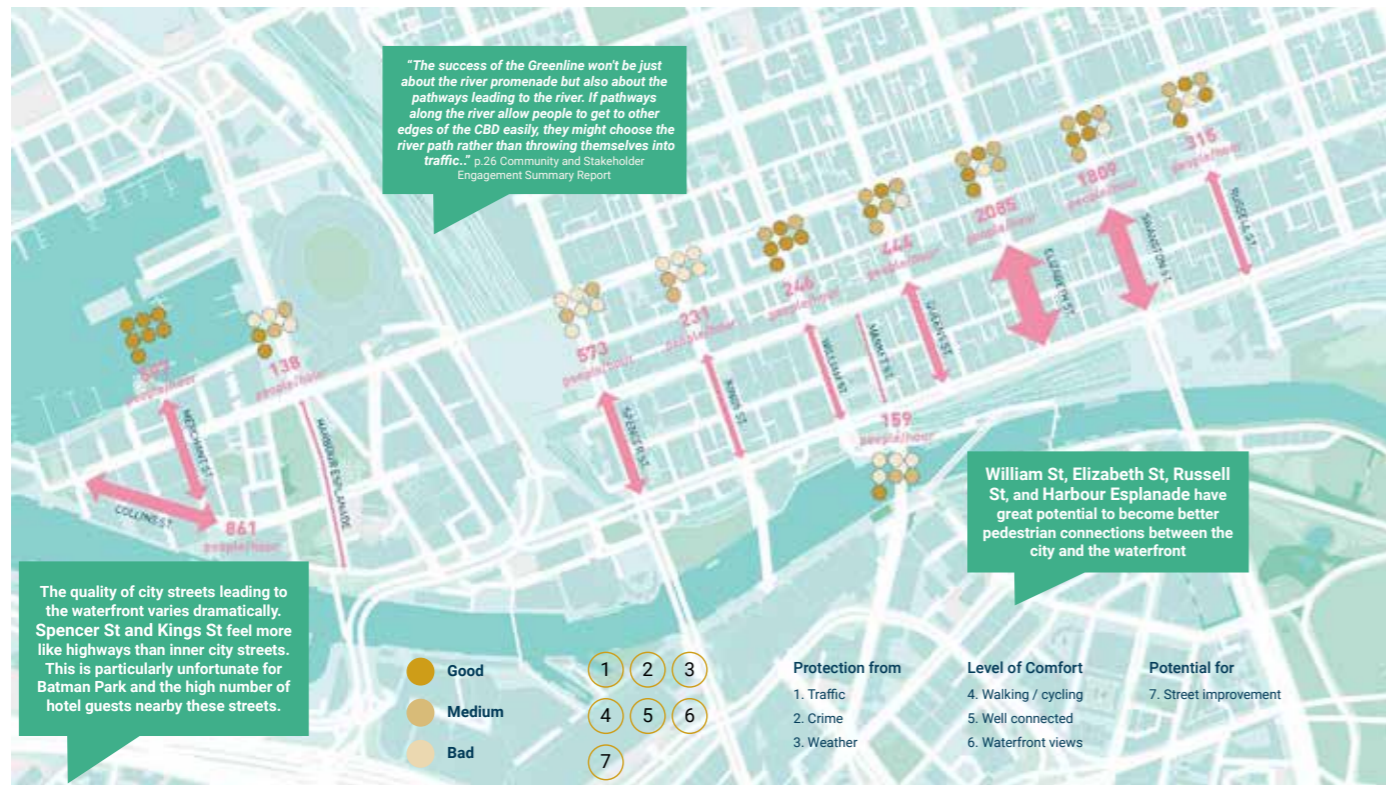 “The success of the Greenline won't be just
about the river promenade but also about the
pathways leading to the river. If pathways
along the river allow people to get to other
edges of the CBD easily, they might choose the
river path rather than throwing themselves into
traffic..” p.26 Community and Stakeholder
Engagement Summary Report
315
people/hour
RUSSELL ST.
1809
people/hour
SWANSTON ST.
2085
people/hour
ELIZABETH ST.
444
people/hour
QUEEN ST.
MARKET ST.
246
people/hour
WILLIAM ST.
231
people/hour
KINGS ST.
573
people/hour
SPENCER ST.
138
people/hour
HARBOUR ESPLANADE
people/hour
MERCHANT ST.
COLLINS ST.
861
people/hour
159
people/hour
William St, Elizabeth St, Russell
St, and Harbour Esplanade have
great potential to become better
pedestrian connections between the
city and the waterfront
The quality of city streets leading to
the waterfront varies dramatically.
Spencer St and Kings St feel more
like highways than inner city streets.
This is particularly unfortunate for
Batman Park and the high number of
hotel guests nearby these streets.
Good
Medium
Bad
1 2 3
4 5 6
7
Protection from
1. Traffic
2. Crime
3. Weather
Level of Comfort
4. Walking / cycling
5. Well connected
6. Waterfront views
Potential for
7. Street improvement